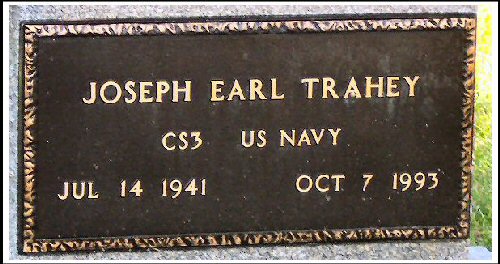 JOSEPH EARL TRAHEY
CS3 US NAVY
JUL 14 1941 OCT 7 1993